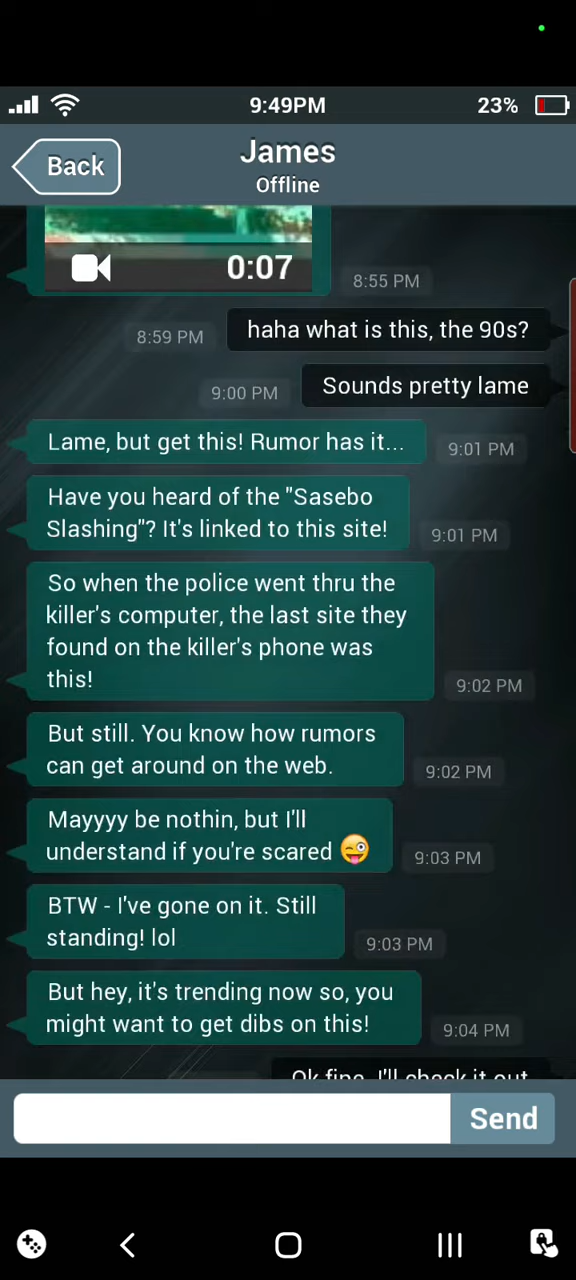 9:49PM
23%
Back
James
Offline
0:07
8:55 PM
8:59 PM
haha what is this, the 90s?
9:00 PM
Sounds pretty lame
Lame, but get this! Rumor has it...
9:01 PM
Have you heard of the "Sasebo
Slashing"? It's linked to this site!
9:01 PM
So when the police went thru the
killer's computer, the last site they
found on the killer's phone was
this!
9:02 PM
But still. You know how rumors
can get around on the web.
9:02 PM
Mayyyy be nothin, but I'll
understand if you're scared 😜
9:03 PM
BTW - I've gone on it. Still
standing! lol
9:03 PM
But hey, it's trending now so, you
might want to get dibs on this!
9:04 PM
Ok fine, I'll check it out
Send